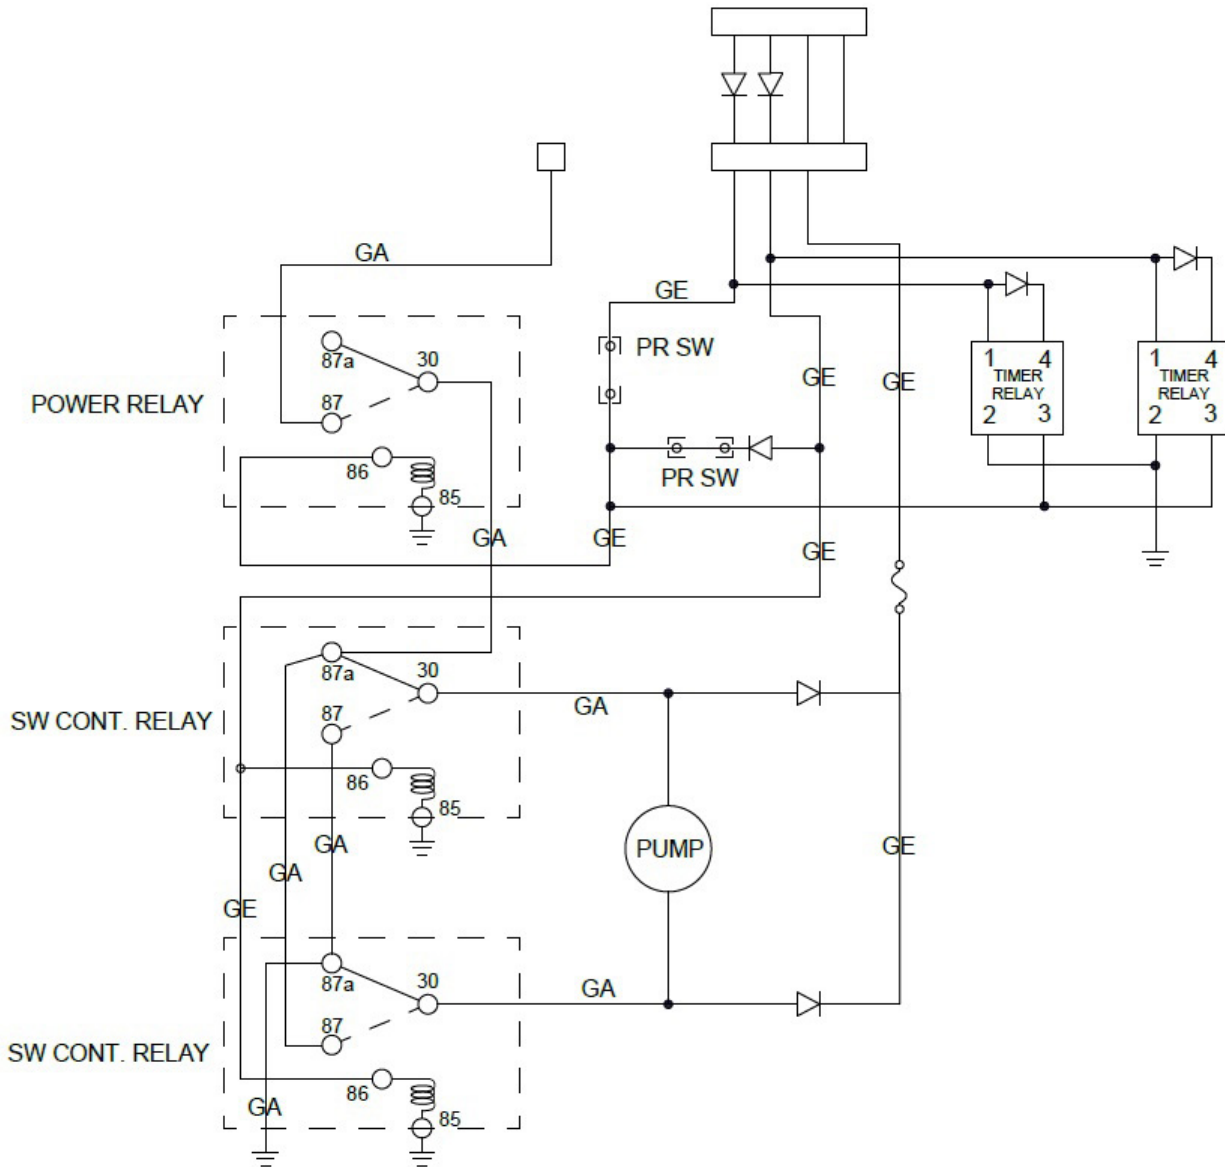 GA
GE
PR SW
87a
30
GE
GE
1 4
TIMER
RELAY
2 3
1 4
TIMER
RELAY
2 3
POWER RELAY
87
86
85
PR SW
GA
GE
GE
87a
30
SW CONT. RELAY
87
GA
86
85
GA
GA
PUMP
GE
GE
87a
30
GA
SW CONT. RELAY
87
86
GA
85